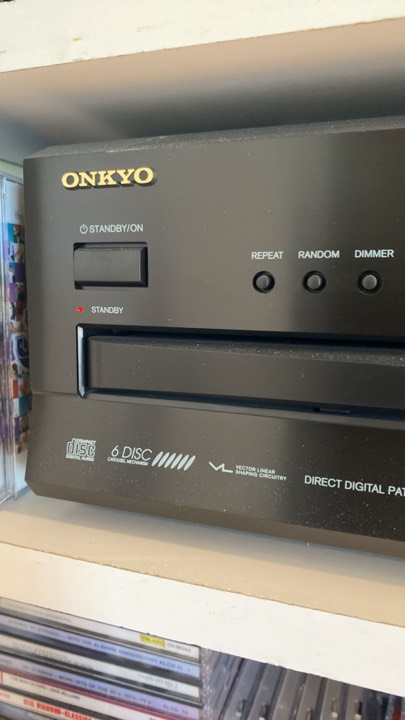 ONKYO
STANDBY/ON
REPEAT RANDOM DIMMER
STANDBY
COMPACT
disc
DIGITAL AUDIO
6 DISC
CAROUSEL MECHANISM
VL VECTOR LINEAR
SHAPING CIRCUITRY
DIRECT DIGITAL PAT